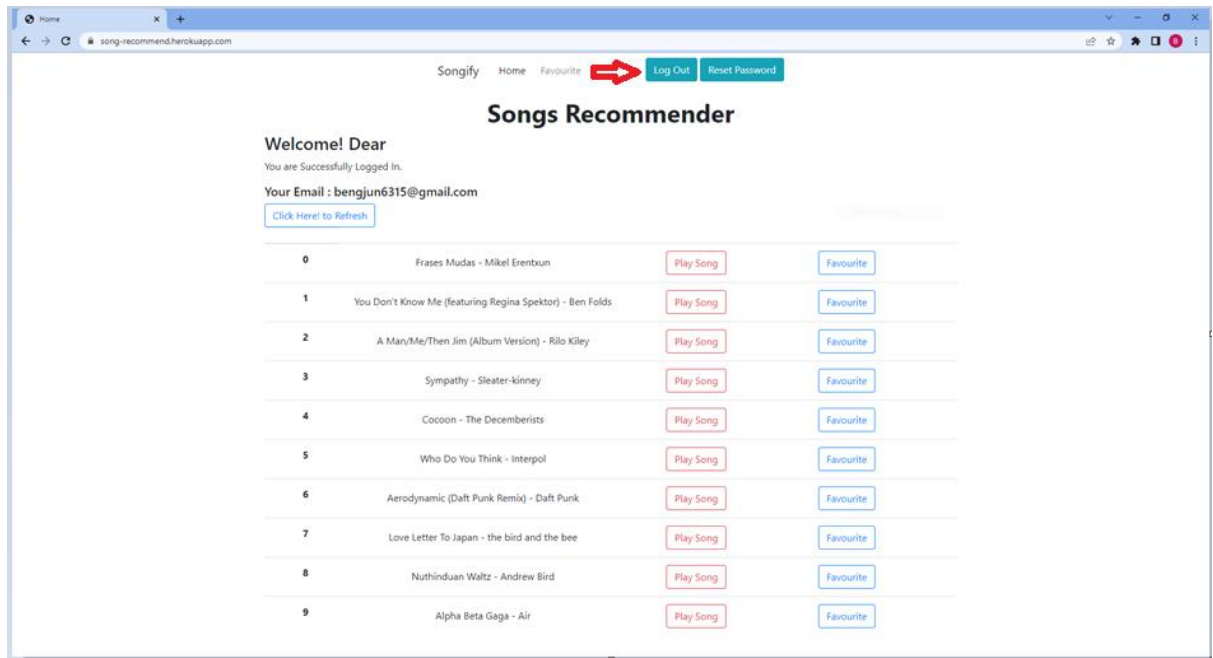 Home
song-recommend.herokuapp.com
B
Songify Home Favourite Log Out Reset Password
Songs Recommender
Welcome! Dear
You are Successfully Logged In.
Your Email : bengjun6315@gmail.com
Click Here! to Refresh
0 Frases Mudas - Mikel Erentxun Play Song Favourite
1 You Don't Know Me (featuring Regina Spektor) - Ben Folds Play Song Favourite
2 A Man/Me/Then Jim (Album Version) - Rilo Kiley Play Song Favourite
3 Sympathy - Sleater-kinney Play Song Favourite
4 Cocoon - The Decemberists Play Song Favourite
5 Who Do You Think - Interpol Play Song Favourite
6 Aerodynamic (Daft Punk Remix) - Daft Punk Play Song Favourite
7 Love Letter To Japan - the bird and the bee Play Song Favourite
8 Nuthinduan Waltz - Andrew Bird Play Song Favourite
9 Alpha Beta Gaga - Air Play Song Favourite